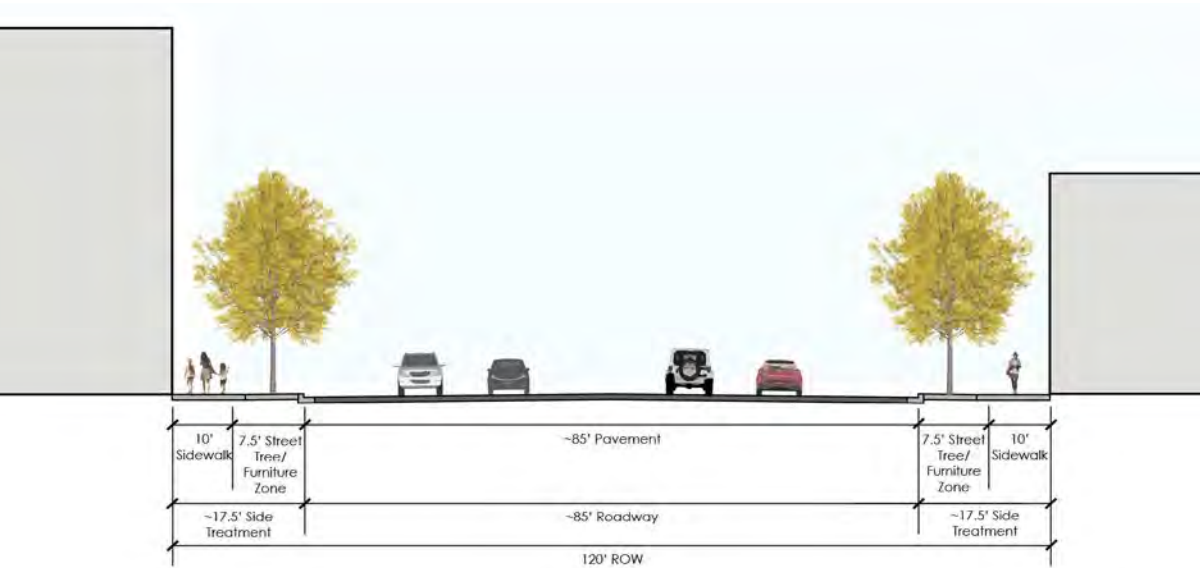 10'
Sidewalk
7.5' Street
Tree/
Furniture
Zone
~85' Pavement
7.5' Street
Tree/
Furniture
Zone
10'
Sidewalk
~17.5' Side
Treatment
~85' Roadway
~17.5' Side
Treatment
120' ROW